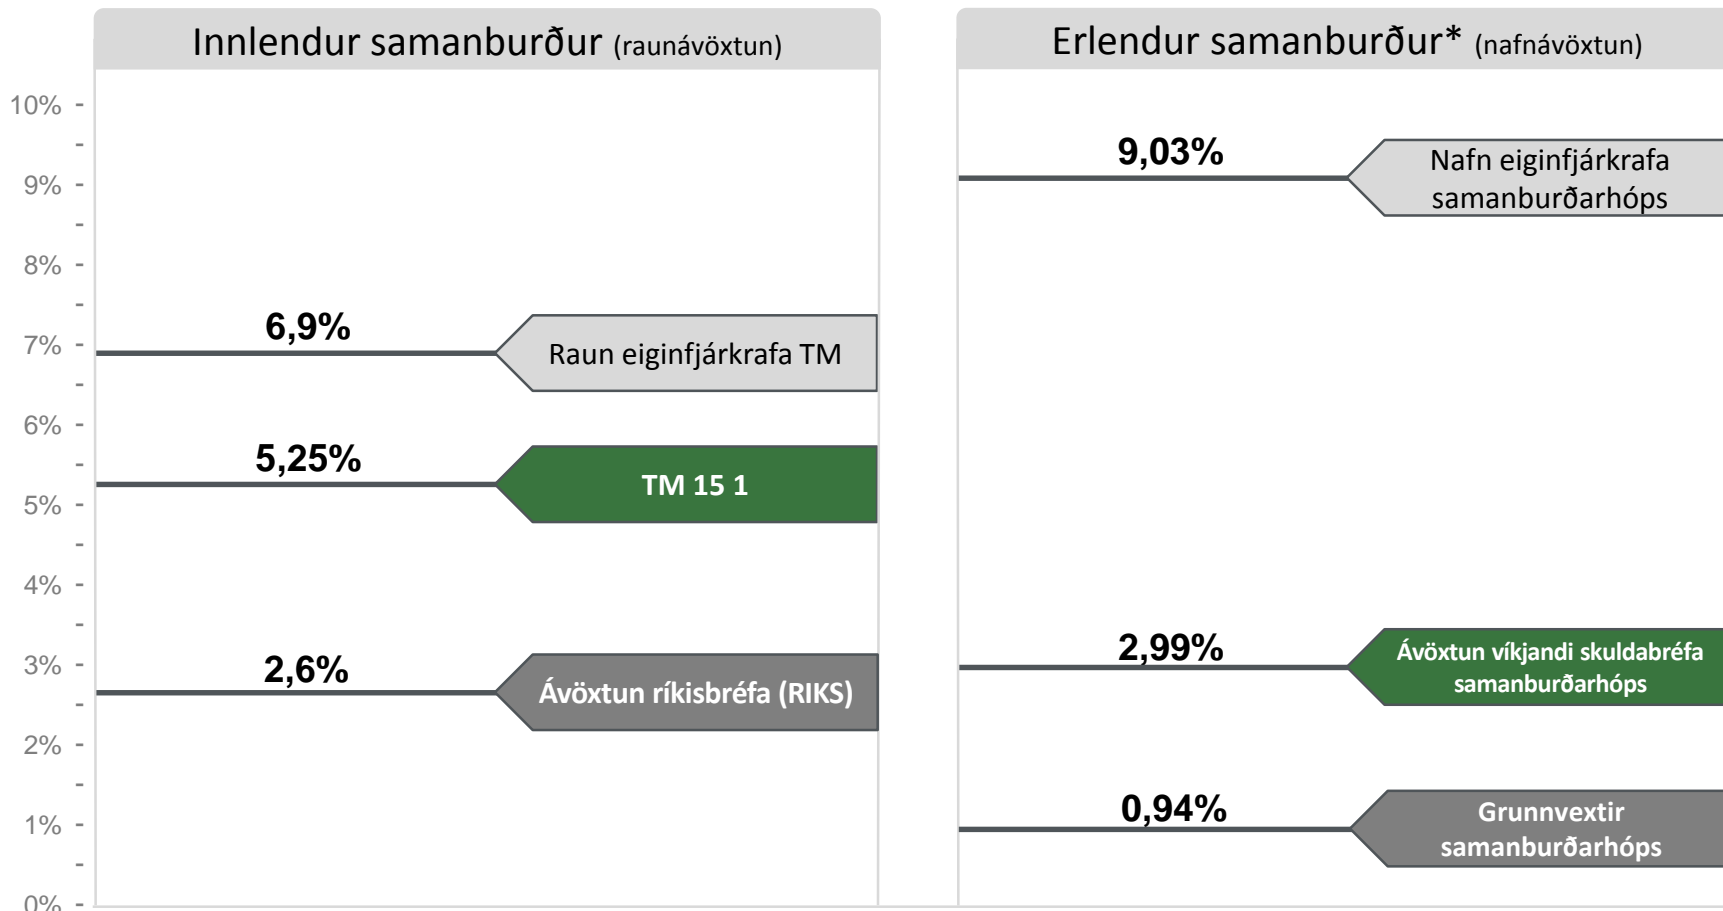 Innlendur samanburður (raunávöxtun)
10% -
9% -
8% -
7% -
6% -
5% -
4% -
3% -
2% -
1% -
0% -
6,9%
Raun eiginfjárkrafa TM
5,25%
TM 15 1
2,6%
Ávöxtun ríkisbréfa (RIKS)
Erlendur samanburður* (nafnávöxtun)
9,03%
Nafn eiginfjárkrafa
samanburðarhóps
2,99%
Ávöxtun víkjandi skuldabréfa
samanburðarhóps
0,94%
Grunnvextir
samanburðarhóps